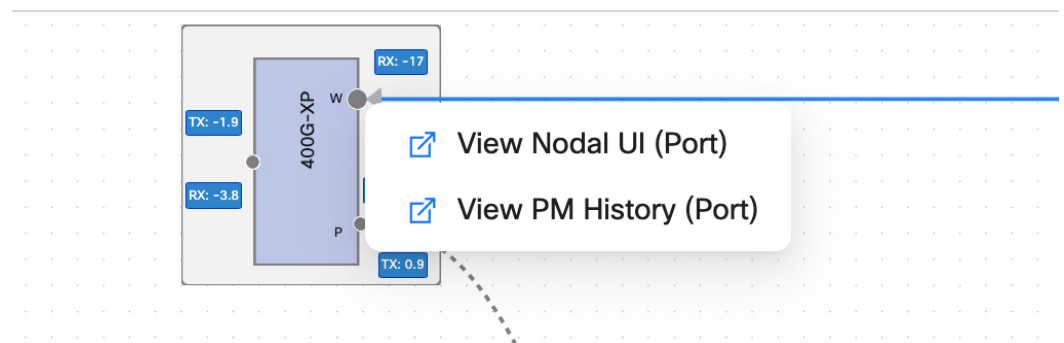 RX: -17
W
TX: -1.9
400G-XP
View Nodal UI (Port)
RX: -3.8
View PM History (Port)
P
TX: 0.9